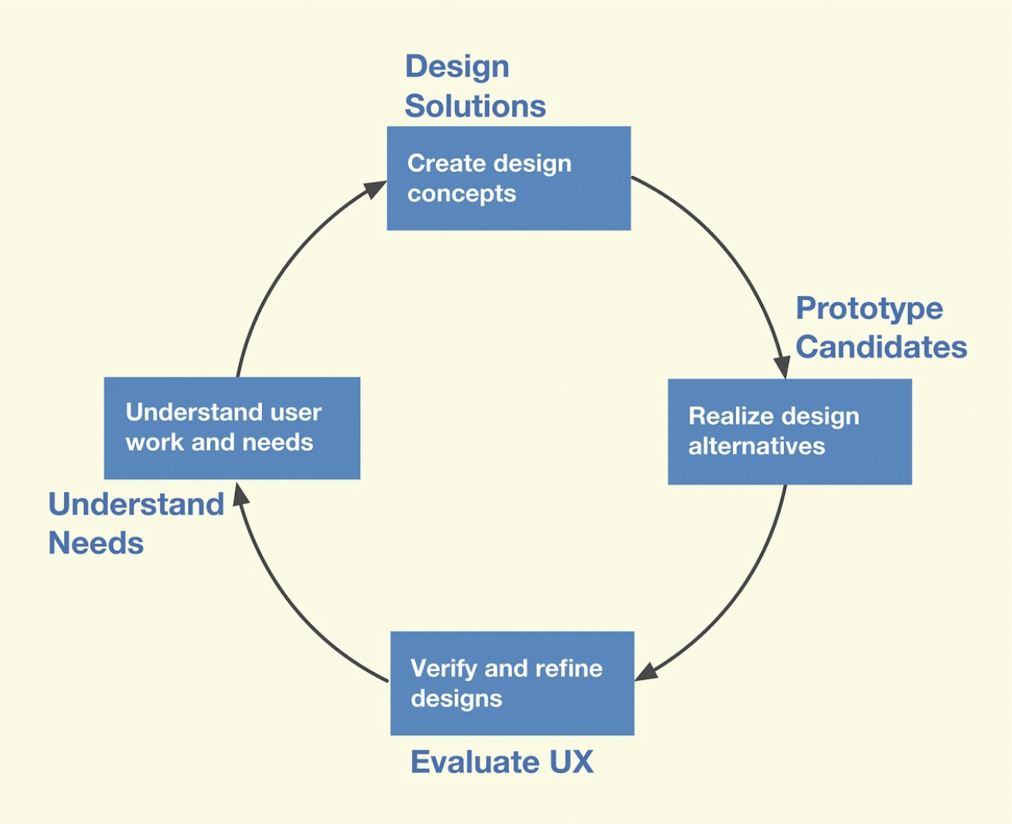 Design
Solutions
Create design
concepts
Prototype
Candidates
Realize design
alternatives
Understand user
work and needs
Understand
Needs
Verify and refine
designs
Evaluate UX